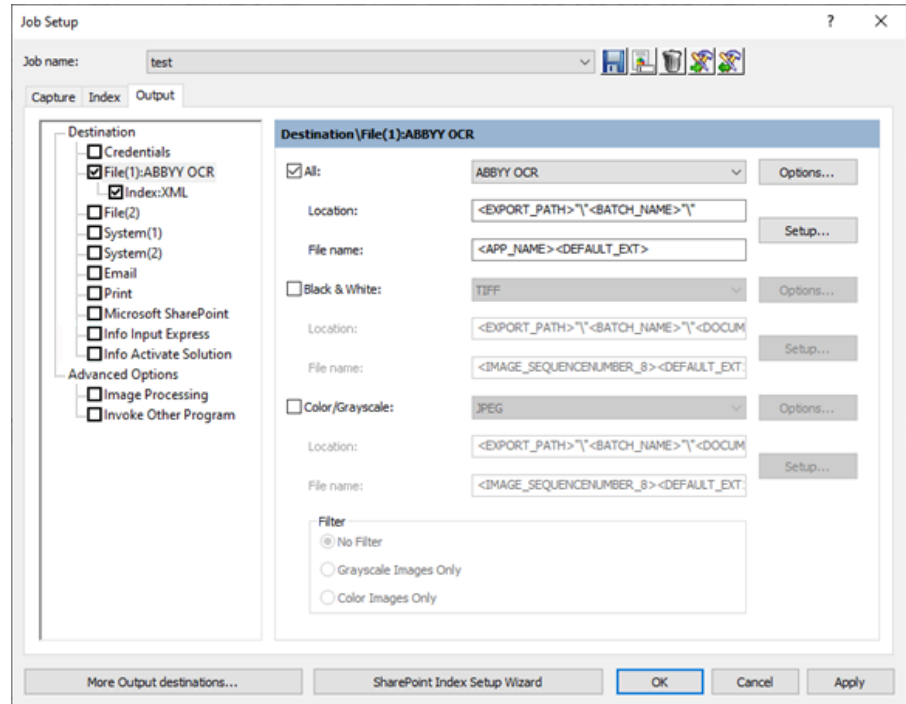 Job Setup
? ×
Job name:
test
Capture Index Output
Destination
Credentials
File(1):ABBYY OCR
Index:XML
File(2)
System(1)
System(2)
Email
Print
Microsoft SharePoint
Info Input Express
Info Activate Solution
Advanced Options
Image Processing
Invoke Other Program
Destination\File(1):ABBYY OCR
All:
ABBYY OCR
Options...
Location:
<EXPORT_PATH>"\"<BATCH_NAME>"\"
Setup...
File name:
<APP_NAME><DEFAULT_EXT>
Black & White:
TIFF
Options...
Location:
<EXPORT_PATH>"\"<BATCH_NAME>"\"<DOCUM
Setup...
File name:
<IMAGE_SEQUENCENUMBER_8><DEFAULT_EXT:
Color/Grayscale:
JPEG
Options...
Location:
<EXPORT_PATH>"\"<BATCH_NAME>"\"<DOCUM
Setup...
File name:
<IMAGE_SEQUENCENUMBER_8><DEFAULT_EXT:
Filter
No Filter
Grayscale Images Only
Color Images Only
More Output destinations...
SharePoint Index Setup Wizard
OK
Cancel
Apply